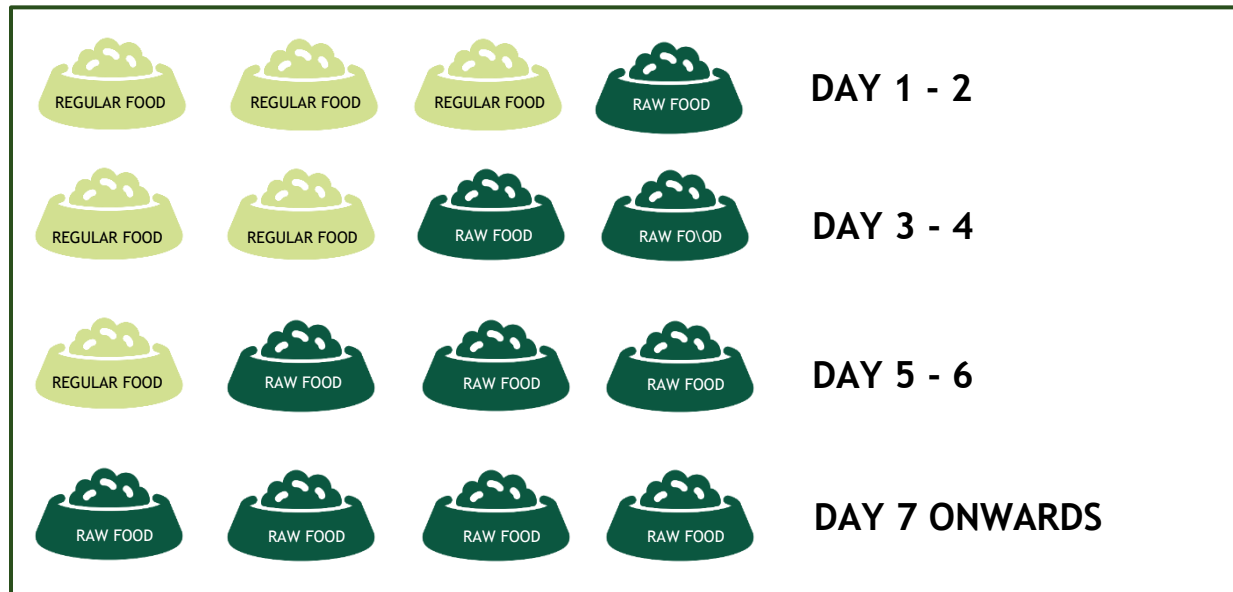 REGULAR FOOD REGULAR FOOD REGULAR FOOD RAW FOOD DAY 1 - 2
REGULAR FOOD REGULAR FOOD RAW FOOD RAW FO\OD DAY 3 - 4
REGULAR FOOD RAW FOOD RAW FOOD RAW FOOD DAY 5 - 6
RAW FOOD RAW FOOD RAW FOOD RAW FOOD DAY 7 ONWARDS